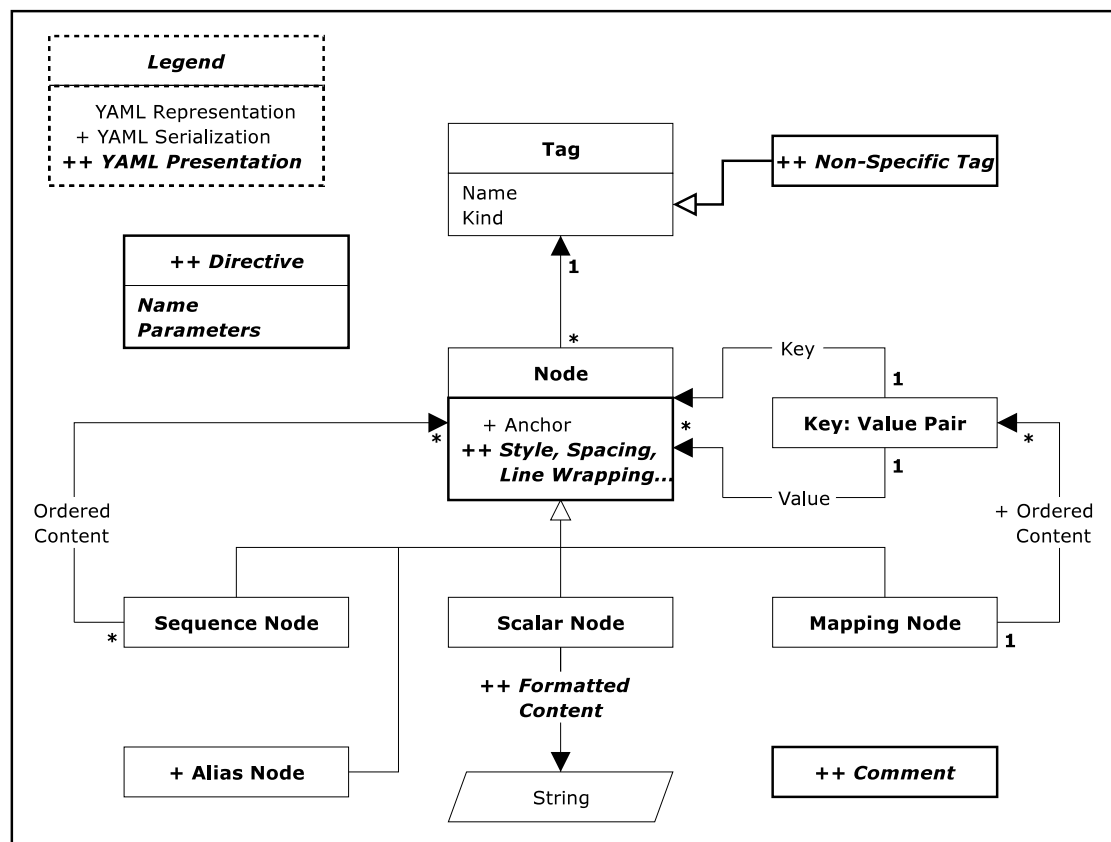 Legend
YAML Representation
+ YAML Serialization
++ YAML Presentation
Tag
Name
Kind
++ Non-Specific Tag
++ Directive
Name
Parameters
1
*
Node
+ Anchor
++ Style, Spacing,
Line Wrapping...
Key
1
*
Key: Value Pair
*
*
1
Value
Ordered
Content
+ Ordered
Content
Sequence Node
*
Scalar Node
Mapping Node
1
++ Formatted
Content
+ Alias Node
String
++ Comment